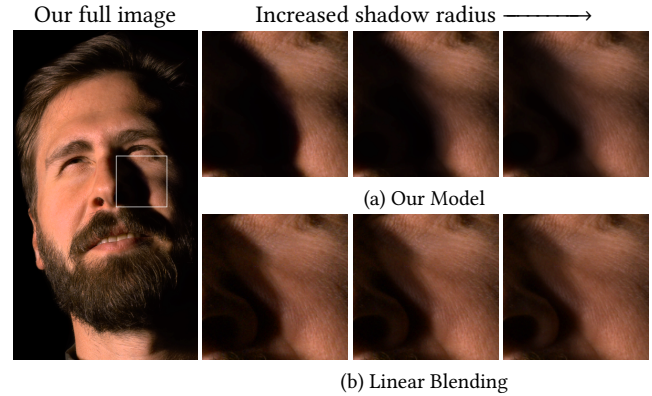 Our full image
Increased shadow radius
(a) Our Model
(b) Linear Blending